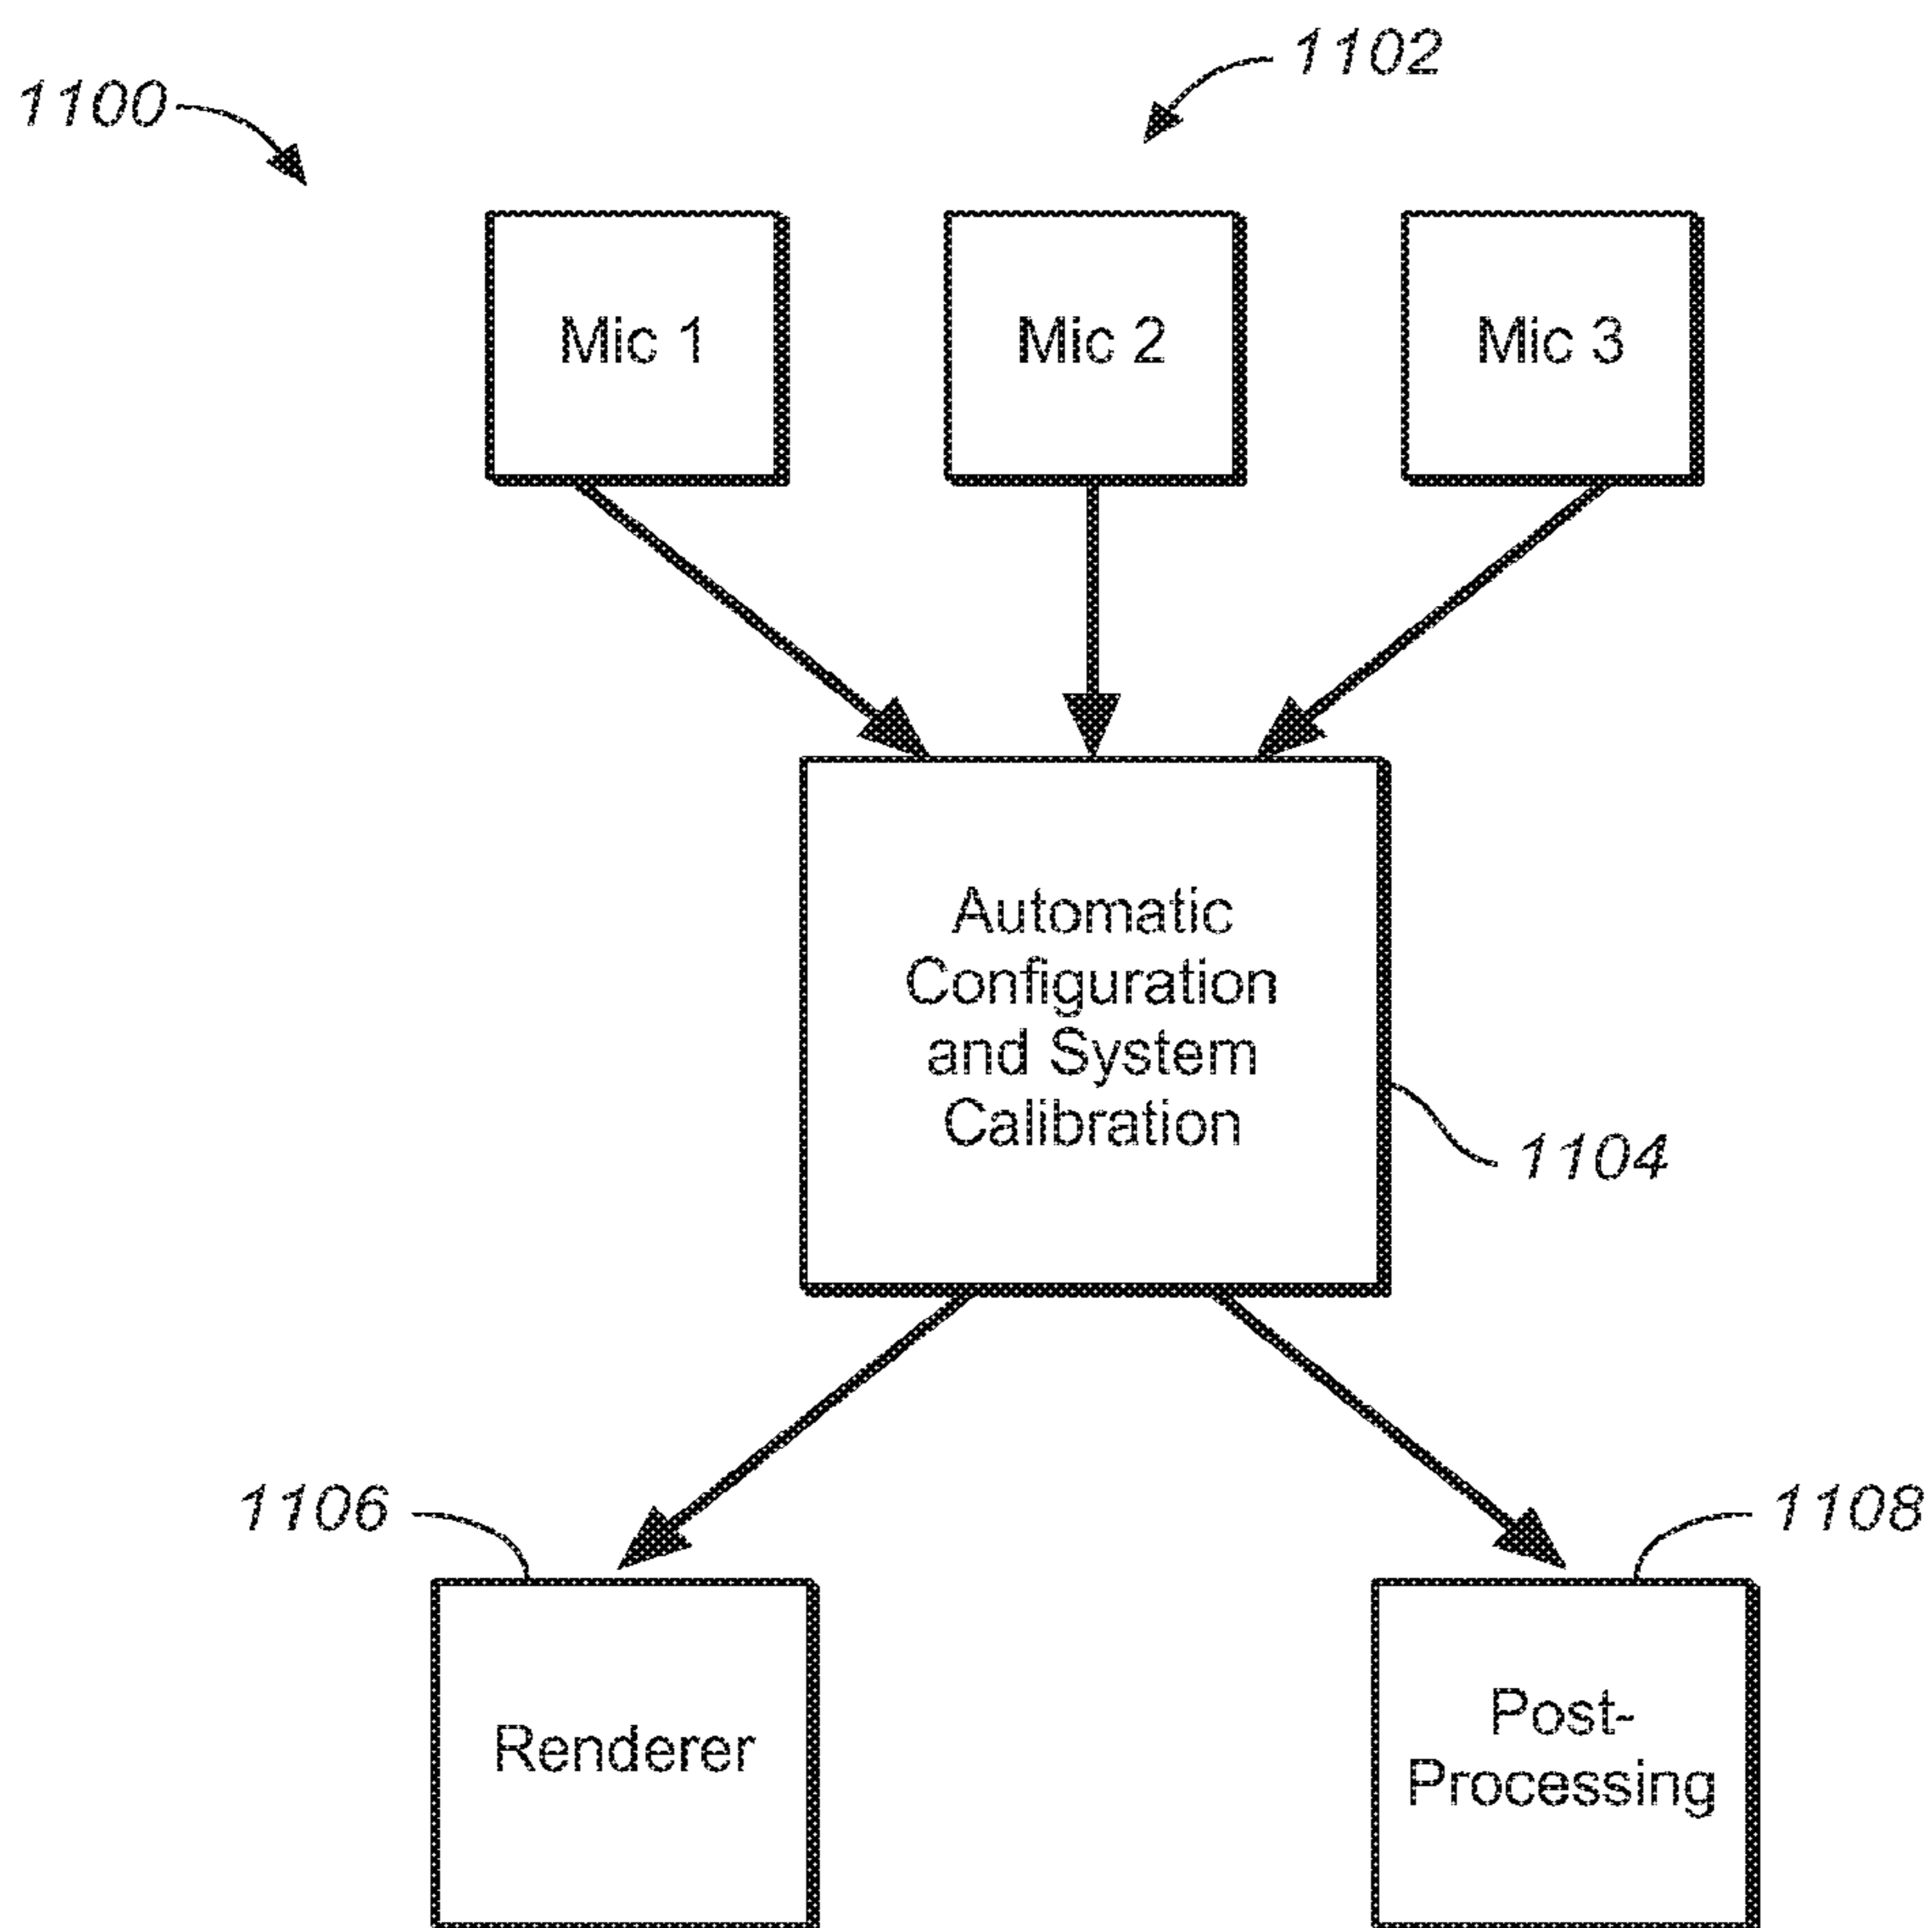 1100
1102
Mic 1
Mic 2
Mic 3
Automatic
Configuration
and System
Calibration
1104
1106
1108
Renderer
Post-
Processing